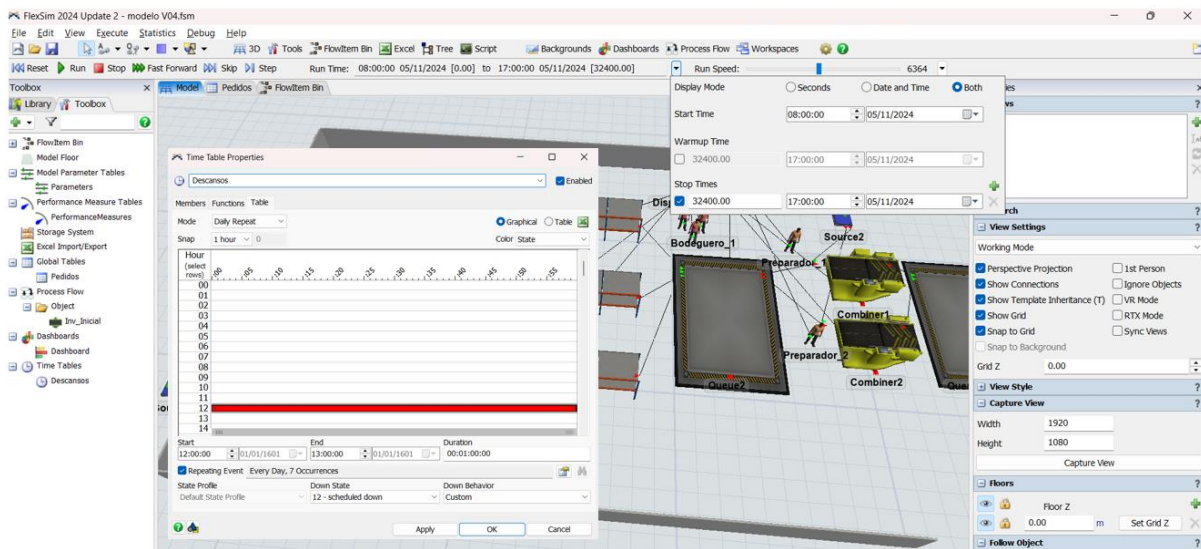 FlexSim 2024 Update 2 - modelo V04.fsm
File Edit View Execute Statistics Debug Help
3D Tools FlowItem Bin Excel Tree Script Backgrounds Dashboards Process Flow Workspaces
Reset Run Stop Fast Forward Skip Step Run Time: 08:00:00 05/11/2024 [0.00] to 17:00:00 05/11/2024 [32400.00] Run Speed: 6364
Toolbox
Model Pedidos FlowItem Bin
Library Toolbox
FlowItem Bin
Model Floor
Model Parameter Tables
Parameters
Performance Measure Tables
PerformanceMeasures
Storage System
Excel Import/Export
Global Tables
Pedidos
Process Flow
Object
Inv_Inicial
Dashboards
Dashboard
Time Tables
Descansos
Time Table Properties
Descansos Enabled
Members Functions Table
Mode Daily Repeat Graphical Table
Snap 1 hour 0 Color State
Hour
(select
rows) :00 :05 :10 :15 :20 :25 :30 :35 :40 :45 :50 :55
00
01
02
03
04
05
06
07
08
09
10
11
12
13
14
Start End Duration
12:00:00 01/01/1601 13:00:00 01/01/1601 00:01:00:00
Repeating Event Every Day, 7 Occurrences
State Profile Down State Down Behavior
Default State Profile 12 - scheduled down Custom
Apply OK Cancel
Display Mode Seconds Date and Time Both
Start Time 08:00:00 05/11/2024
Warmup Time
32400.00 17:00:00 05/11/2024
Stop Times
32400.00 17:00:00 05/11/2024
Bodeguero_1
Source2
Preparador_
Combiner1
Preparador_2
Queue2
Combiner2
View Settings
Working Mode
Perspective Projection 1st Person
Show Connections Ignore Objects
Show Template Inheritance (T) VR Mode
Show Grid RTX Mode
Snap to Grid Sync Views
Snap to Background
Grid Z 0.00
View Style
Capture View
Width 1920
Height 1080
Capture View
Floors
Floor Z
0.00 m Set Grid Z
Follow Object